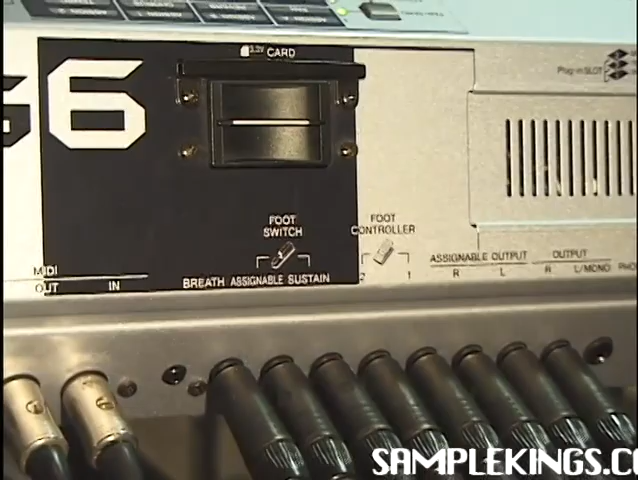 3.3V CARD
Plug-in SLOT
6
FOOT
SWITCH
FOOT
CONTROLLER
MIDI
OUT IN
BREATH ASSIGNABLE SUSTAIN
2 1
ASSIGNABLE OUTPUT
R L
OUTPUT
R L/MONO
PHO
SAMPLEKINGS.CO